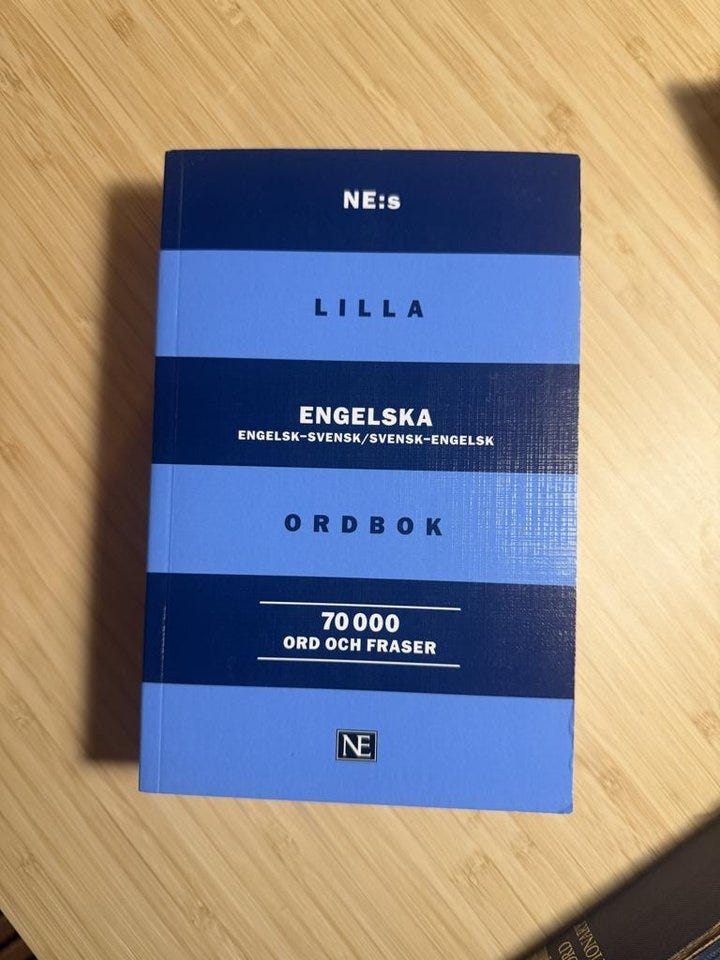 NE:s
LILLA
ENGELSKA
ENGELSK–SVENSK/SVENSK–ENGELSK
ORDBOK
70 000
ORD OCH FRASER
NE